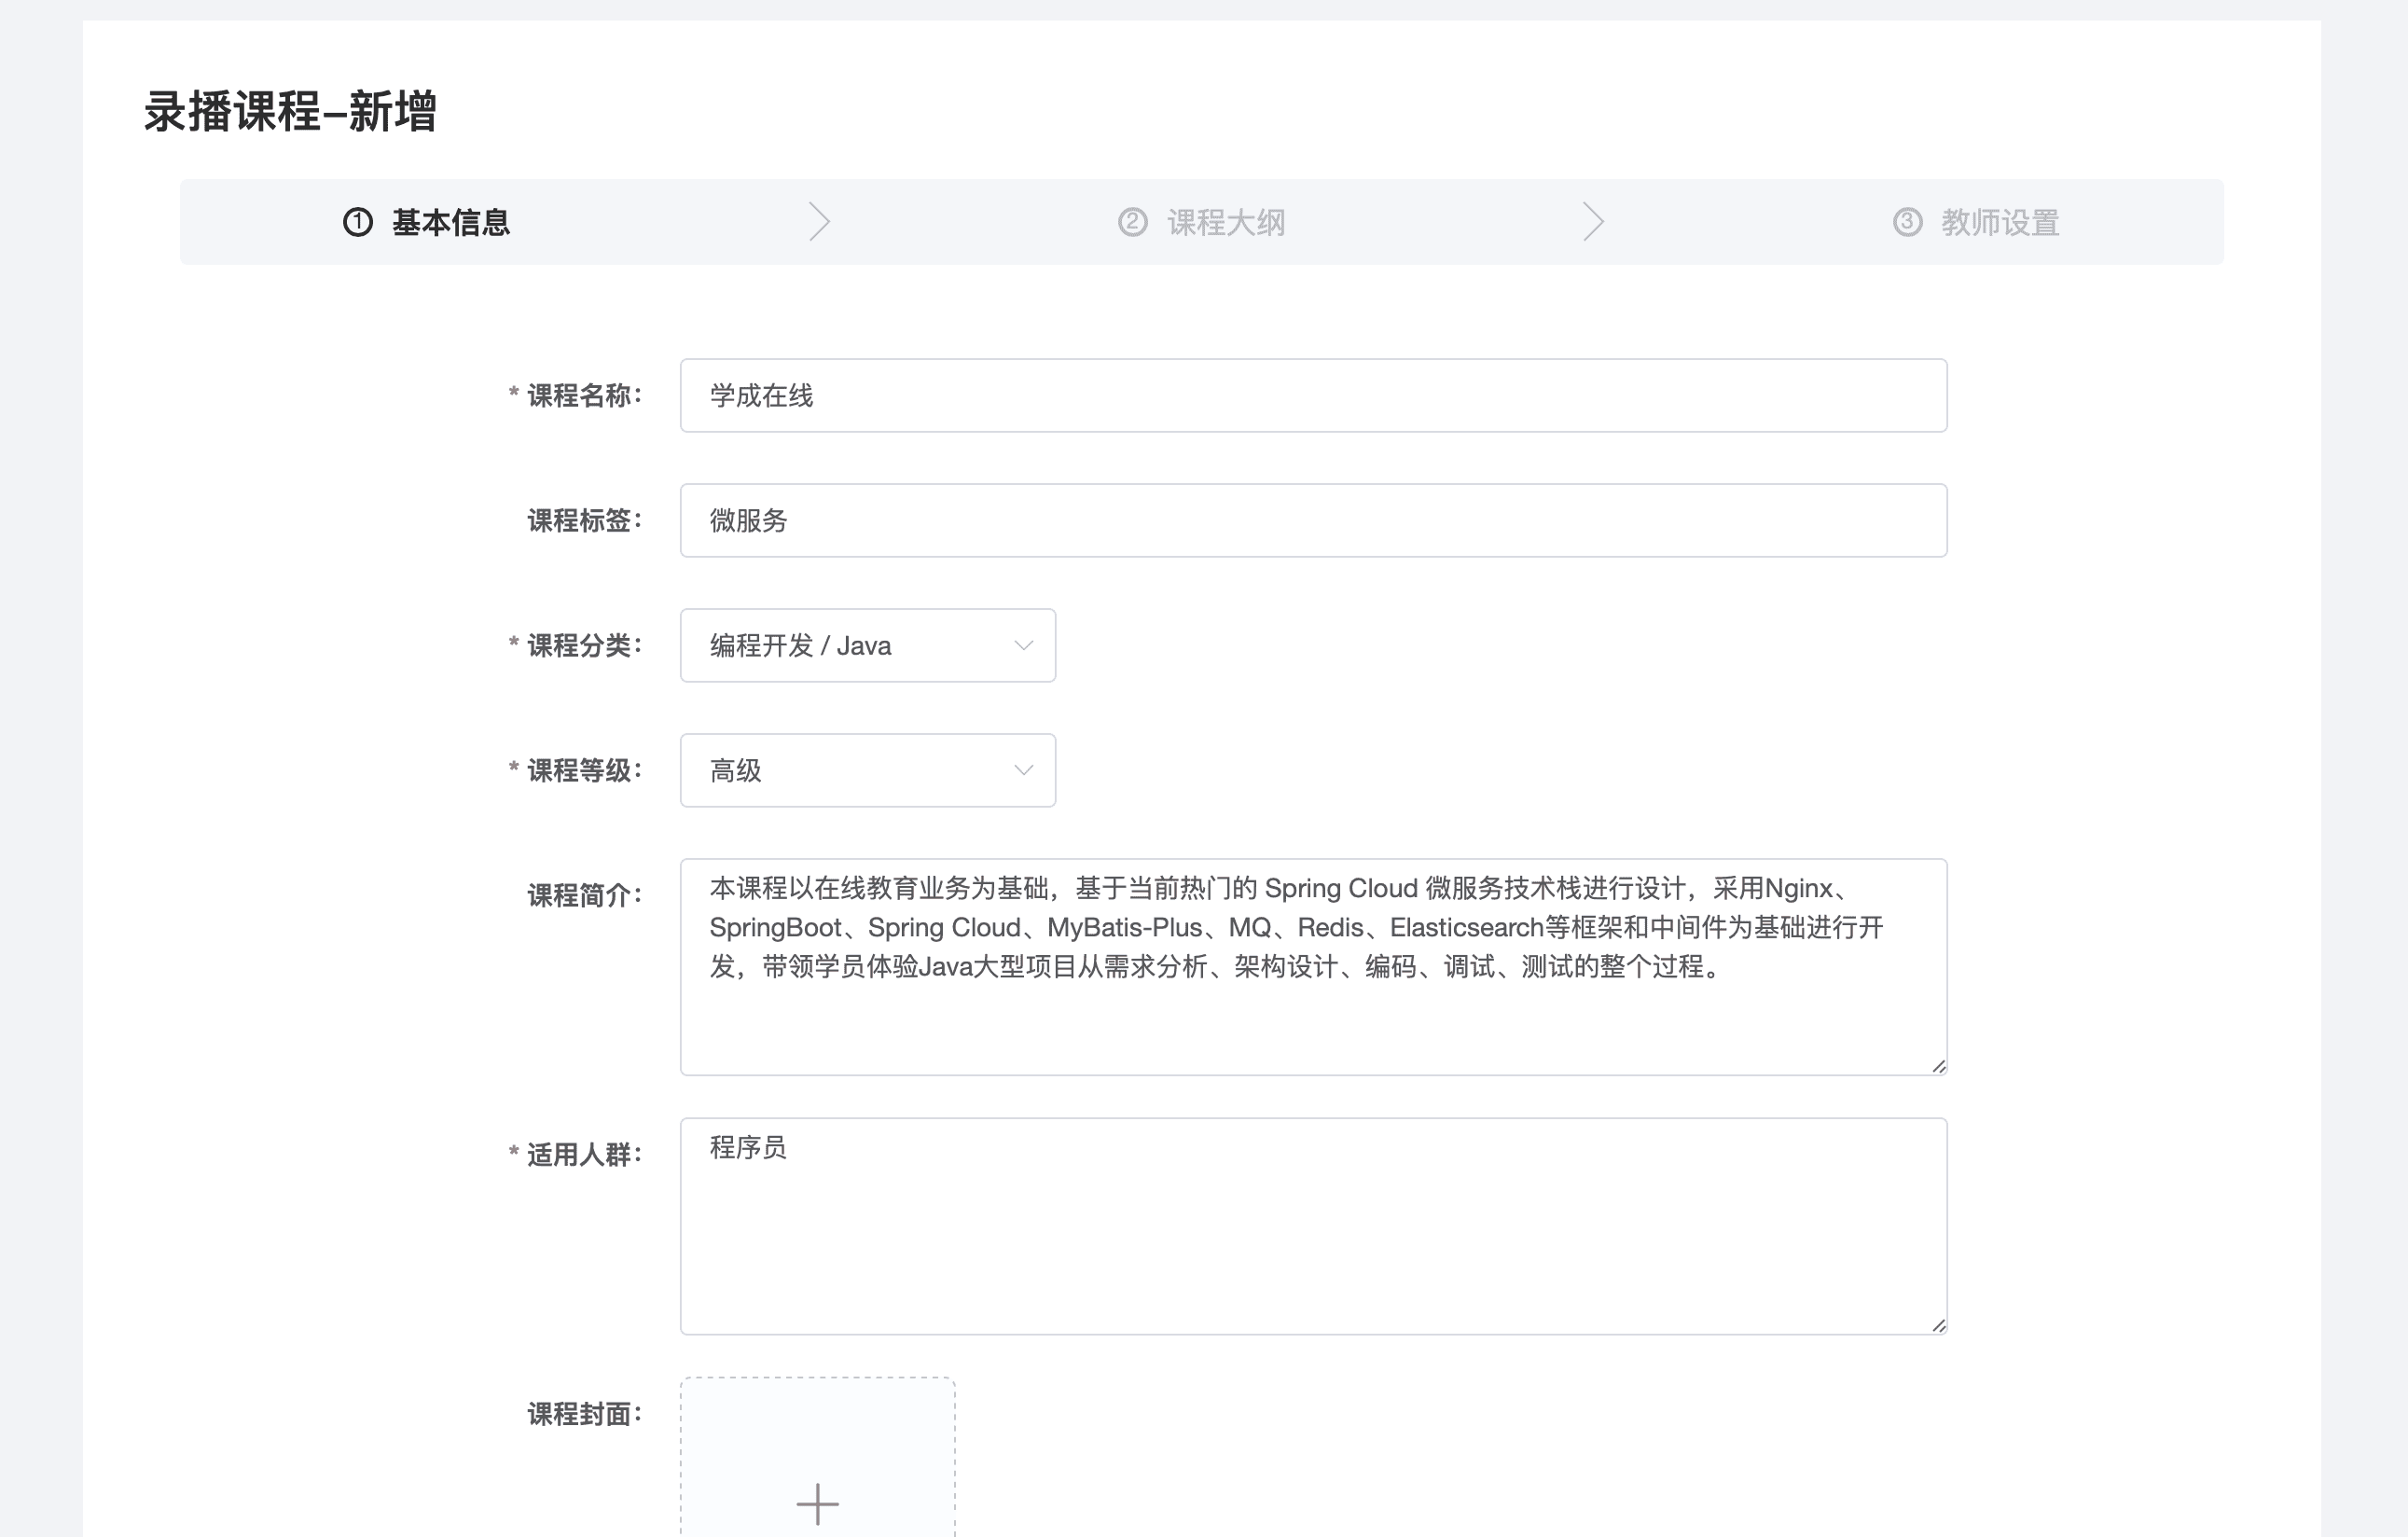 录播课程–新增
① 基本信息
② 课程大纲
③ 教师设置
* 课程名称：
学成在线
课程标签：
微服务
* 课程分类：
编程开发 / Java
* 课程等级：
高级
课程简介：
本课程以在线教育业务为基础，基于当前热门的 Spring Cloud 微服务技术栈进行设计，采用Nginx、
SpringBoot、Spring Cloud、MyBatis-Plus、MQ、Redis、Elasticsearch等框架和中间件为基础进行开
发，带领学员体验Java大型项目从需求分析、架构设计、编码、调试、测试的整个过程。
* 适用人群：
程序员
课程封面：